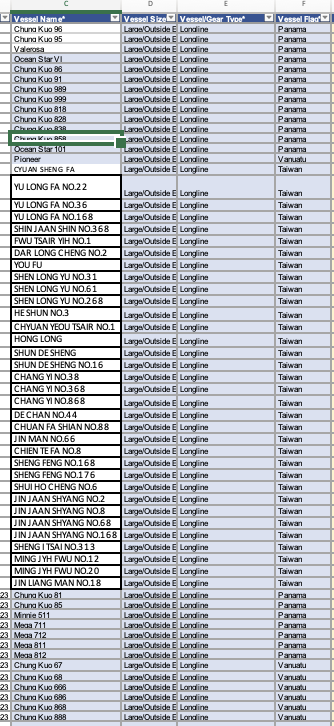 C D E F
Vessel Name* Vessel Size Vessel/Gear Type* Vessel Flag*
Chung Kuo 96 Large/Outside E Longline Panama
Chung Kuo 95 Large/Outside E Longline Panama
Valerosa Large/Outside E Longline Panama
Ocean Star VI Large/Outside E Longline Panama
Chung Kuo 86 Large/Outside E Longline Panama
Chung Kuo 91 Large/Outside E Longline Panama
Chung Kuo 989 Large/Outside E Longline Panama
Chung Kuo 999 Large/Outside E Longline Panama
Chung Kuo 818 Large/Outside E Longline Panama
Chung Kuo 828 Large/Outside E Longline Panama
Chung Kuo 838 Large/Outside E Longline Panama
Chung Kuo 858 Large/Outside E Longline Panama
Ocean Star 101 Large/Outside E Longline Panama
Pioneer Large/Outside E Longline Vanuatu
CYUAN SHENG FA Large/Outside E Longline Taiwan
YU LONG FA NO.22 Large/Outside E Longline Taiwan
YU LONG FA NO.36 Large/Outside E Longline Taiwan
YU LONG FA NO.168 Large/Outside E Longline Taiwan
SHIN JAAN SHIN NO.368 Large/Outside E Longline Taiwan
FWU TSAIR YIH NO.1 Large/Outside E Longline Taiwan
DAR LONG CHENG NO.2 Large/Outside E Longline Taiwan
YOU FU Large/Outside E Longline Taiwan
SHEN LONG YU NO.31 Large/Outside E Longline Taiwan
SHEN LONG YU NO.61 Large/Outside E Longline Taiwan
SHEN LONG YU NO.268 Large/Outside E Longline Taiwan
HE SHUN NO.3 Large/Outside E Longline Taiwan
CHYUAN YEOU TSAIR NO.1 Large/Outside E Longline Taiwan
HONG LONG Large/Outside E Longline Taiwan
SHUN DE SHENG Large/Outside E Longline Taiwan
SHUN DE SHENG NO.16 Large/Outside E Longline Taiwan
CHANG YI NO.38 Large/Outside E Longline Taiwan
CHANG YI NO.368 Large/Outside E Longline Taiwan
CHANG YI NO.868 Large/Outside E Longline Taiwan
DE CHAN NO.44 Large/Outside E Longline Taiwan
CHUAN FA SHIAN NO.88 Large/Outside E Longline Taiwan
JIN MAN NO.66 Large/Outside E Longline Taiwan
CHIEN TE FA NO.8 Large/Outside E Longline Taiwan
SHENG FENG NO.168 Large/Outside E Longline Taiwan
SHENG FENG NO.176 Large/Outside E Longline Taiwan
SHUI HO CHENG NO.6 Large/Outside E Longline Taiwan
JIN JAAN SHYANG NO.2 Large/Outside E Longline Taiwan
JIN JAAN SHYANG NO.8 Large/Outside E Longline Taiwan
JIN JAAN SHYANG NO.68 Large/Outside E Longline Taiwan
JIN JAAN SHYANG NO.168 Large/Outside E Longline Taiwan
SHENG I TSAI NO.313 Large/Outside E Longline Taiwan
MING JYH FWU NO.12 Large/Outside E Longline Taiwan
MING JYH FWU NO.20 Large/Outside E Longline Taiwan
JIN LIANG MAN NO.18 Large/Outside E Longline Taiwan
23 Chung Kuo 81 Large/Outside E Longline Panama
23 Chung Kuo 85 Large/Outside E Longline Panama
23 Minnie 511 Large/Outside E Longline Panama
23 Mega 711 Large/Outside E Longline Panama
23 Mega 712 Large/Outside E Longline Panama
23 Mega 811 Large/Outside E Longline Panama
23 Mega 812 Large/Outside E Longline Panama
23 Chung Kuo 67 Large/Outside E Longline Vanuatu
23 Chung Kuo 68 Large/Outside E Longline Vanuatu
23 Chung Kuo 666 Large/Outside E Longline Vanuatu
23 Chung Kuo 686 Large/Outside E Longline Vanuatu
23 Chung Kuo 868 Large/Outside E Longline Vanuatu
23 Chung Kuo 888 Large/Outside E Longline Vanuatu